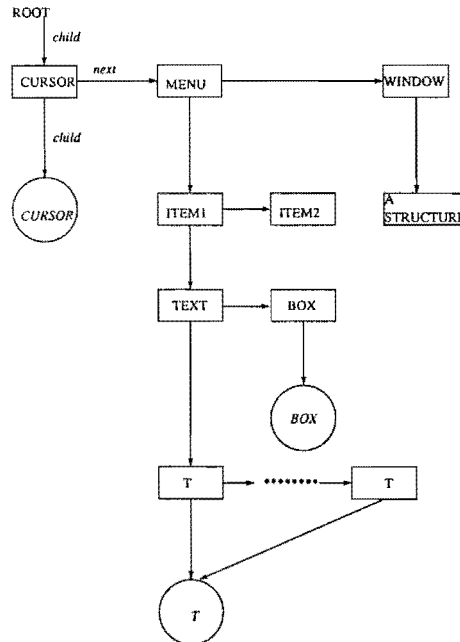 ROOT
child
CURSOR
next
MENU
WINDOW
child
CURSOR
ITEM1
ITEM2
A
STRUCTURE
TEXT
BOX
BOX
T
T
T